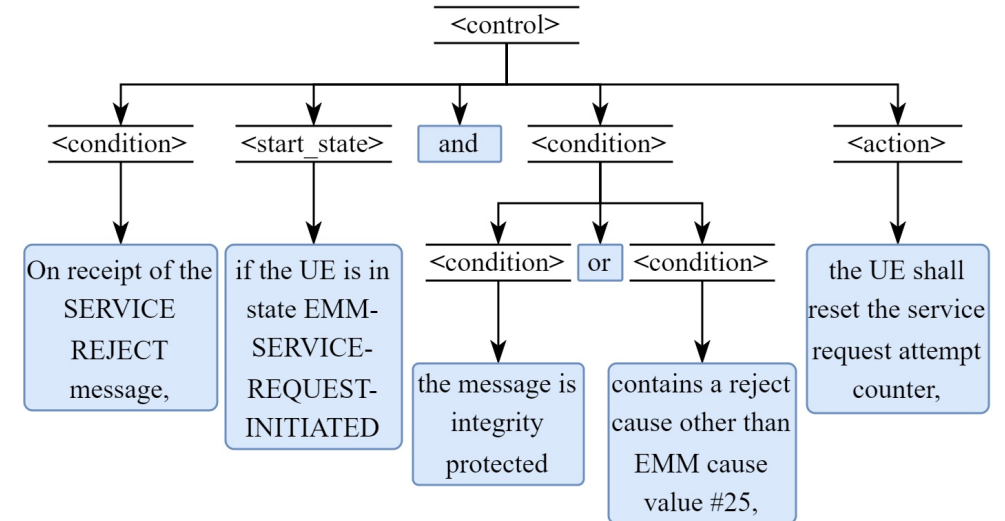 <control>
<condition>
<start_state>
and
<condition>
<action>
On receipt of the
SERVICE
REJECT
message,
if the UE is in
state EMM-
SERVICE-
REQUEST-
INITIATED
<condition>
or
<condition>
the message is
integrity
protected
contains a reject
cause other than
EMM cause
value #25,
the UE shall
reset the service
request attempt
counter,